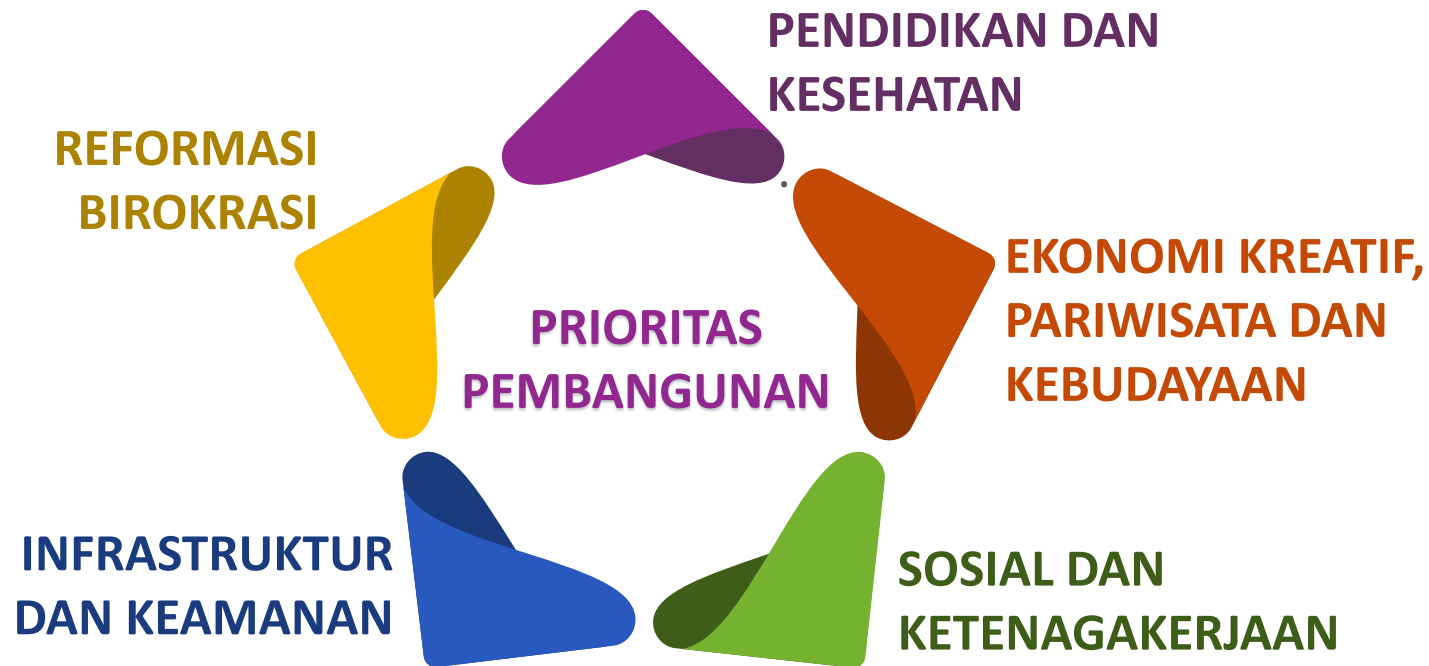 PENDIDIKAN DAN
KESEHATAN
REFORMASI
BIROKRASI
EKONOMI KREATIF,
PARIWISATA DAN
KEBUDAYAAN
PRIORITAS
PEMBANGUNAN
INFRASTRUKTUR
DAN KEAMANAN
SOSIAL DAN
KETENAGAKERJAAN